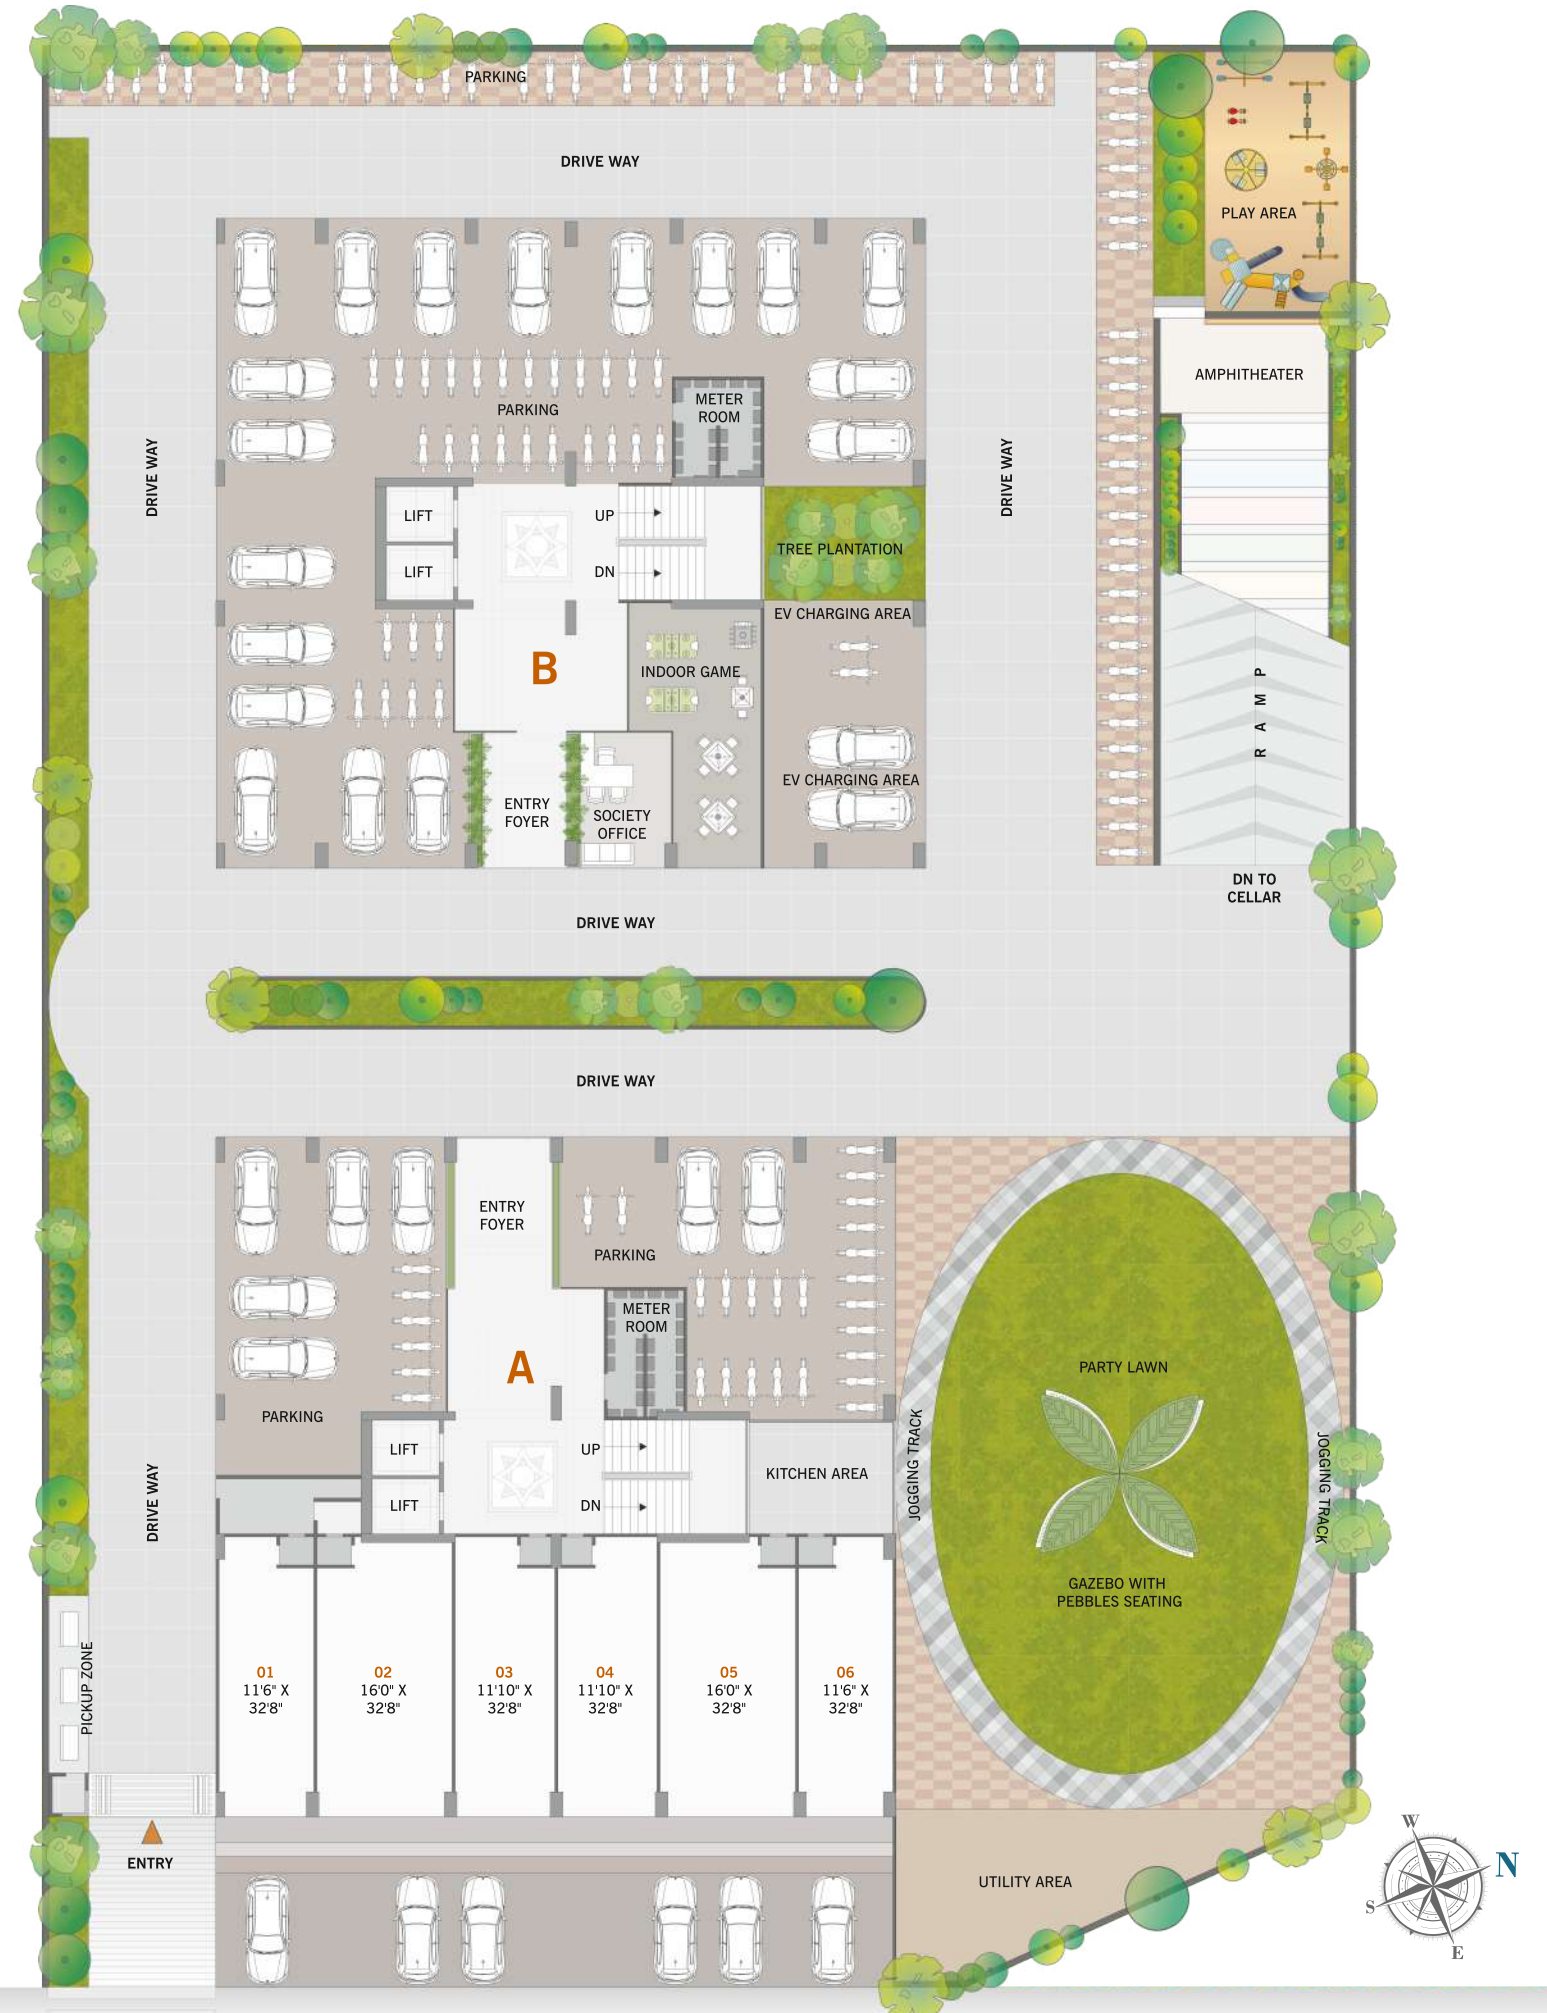 PARKING
DRIVE WAY
PLAY AREA
AMPHITHEATER
METER
ROOM
PARKING
DRIVE WAY
DRIVE WAY
LIFT
UP
LIFT
DN
TREE PLANTATION
EV CHARGING AREA
B
INDOOR GAME
RAMP
EV CHARGING AREA
ENTRY
FOYER
SOCIETY
OFFICE
DN TO
CELLAR
DRIVE WAY
DRIVE WAY
ENTRY
FOYER
PARKING
METER
ROOM
A
PARTY LAWN
PARKING
LIFT
UP
KITCHEN AREA
LIFT
DN
JOGGING TRACK
JOGGING TRACK
DRIVE WAY
GAZEBO WITH
PEBBLES SEATING
PICKUP ZONE
01
11'6" X
32'8"
02
16'0" X
32'8"
03
11'10" X
32'8"
04
11'10" X
32'8"
05
16'0" X
32'8"
06
11'6" X
32'8"
ENTRY
UTILITY AREA
W
N
S
E